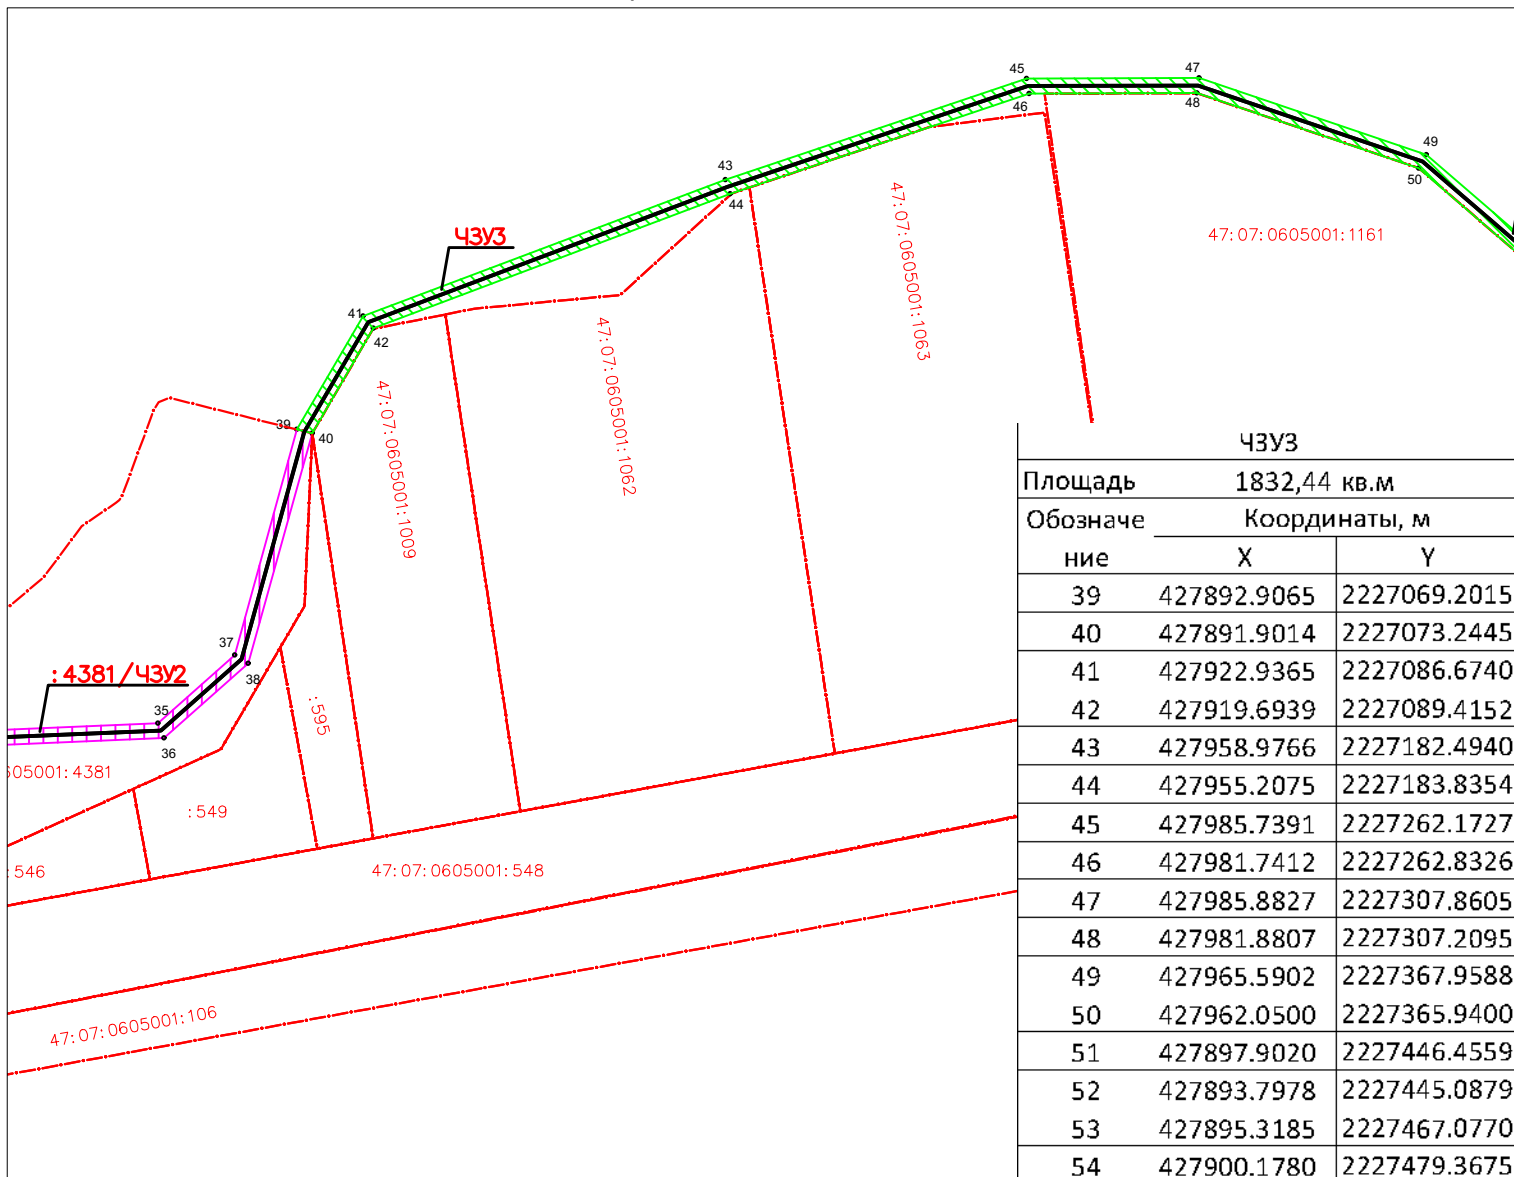 45
47
46
48
49
50
43
44
47:07:0605001:1063
47:07:0605001:1161
ЧЗУ3
41
42
47:07:0605001:1062
47:07:0605001:1009
39
40
37
38
:4381/ЧЗУ2
35
36
:595
605001:4381
:549
:546
47:07:0605001:548
47:07:0605001:106
ЧЗУ3
Площадь 1832,44 кв.м
Обозначе Координаты, м
ние X Y
39 427892.9065 2227069.2015
40 427891.9014 2227073.2445
41 427922.9365 2227086.6740
42 427919.6939 2227089.4152
43 427958.9766 2227182.4940
44 427955.2075 2227183.8354
45 427985.7391 2227262.1727
46 427981.7412 2227262.8326
47 427985.8827 2227307.8605
48 427981.8807 2227307.2095
49 427965.5902 2227367.9588
50 427962.0500 2227365.9400
51 427897.9020 2227446.4559
52 427893.7978 2227445.0879
53 427895.3185 2227467.0770
54 427900.1780 2227479.3675